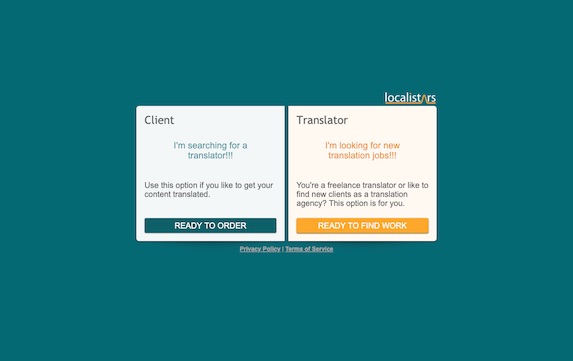 localistars
Client
I'm searching for a
translator!!!
Use this option if you like to get your
content translated.
READY TO ORDER
Translator
I'm looking for new
translation jobs!!!
You're a freelance translator or like to
find new clients as a translation
agency? This option is for you.
READY TO FIND WORK
Privacy Policy | Terms of Service